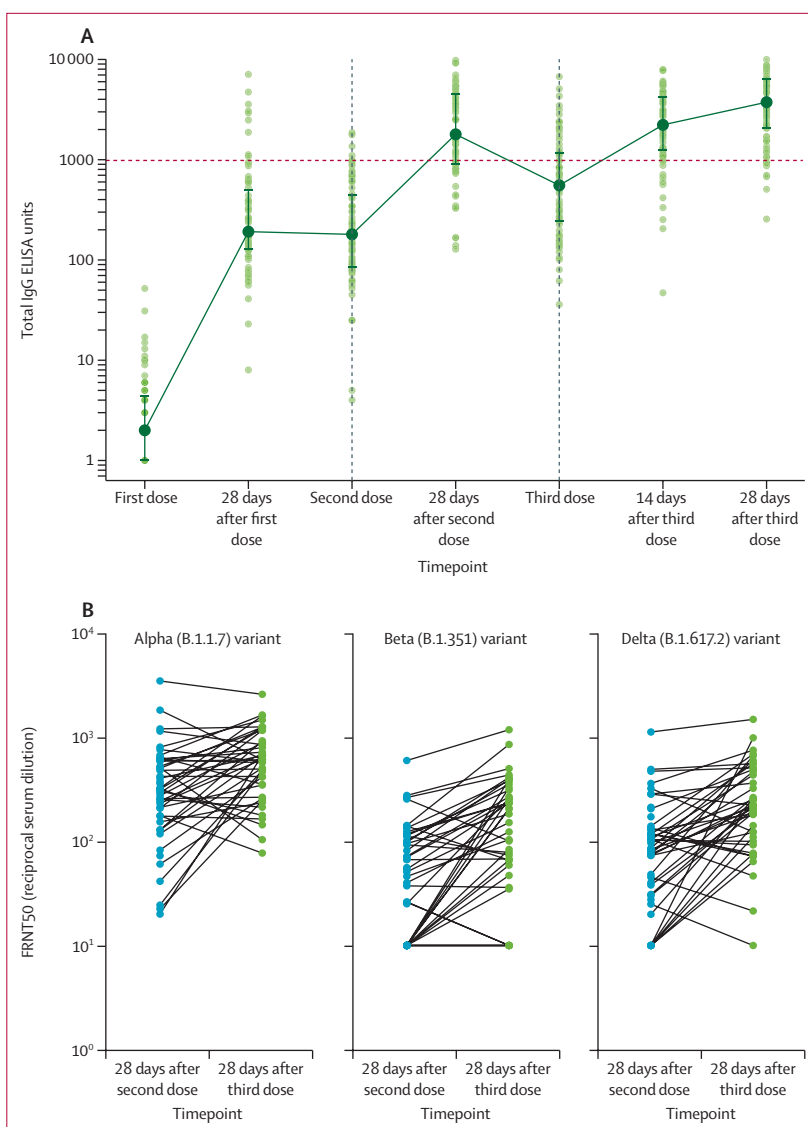 A
10 000
1000
100
10
1
Total IgG ELISA units
First dose
28 days
after first
dose
Second dose
28 days
after second
dose
Third dose
14 days
after third
dose
28 days
after third
dose
Timepoint
B
Alpha (B.1.1.7) variant
Beta (B.1.351) variant
Delta (B.1.617.2) variant
10⁴
10³
10²
10¹
10⁰
FRNT50 (reciprocal serum dilution)
28 days after
second dose
28 days after
third dose
Timepoint
28 days after
second dose
28 days after
third dose
Timepoint
28 days after
second dose
28 days after
third dose
Timepoint